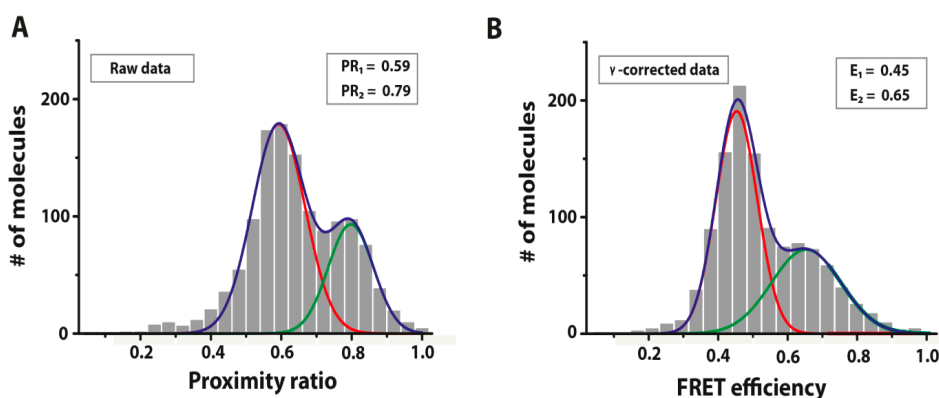 A
Raw data
PR₁ = 0.59
PR₂ = 0.79
# of molecules
200
100
0
0.2 0.4 0.6 0.8 1.0
Proximity ratio
B
γ-corrected data
E₁ = 0.45
E₂ = 0.65
# of molecules
200
100
0
0.2 0.4 0.6 0.8 1.0
FRET efficiency